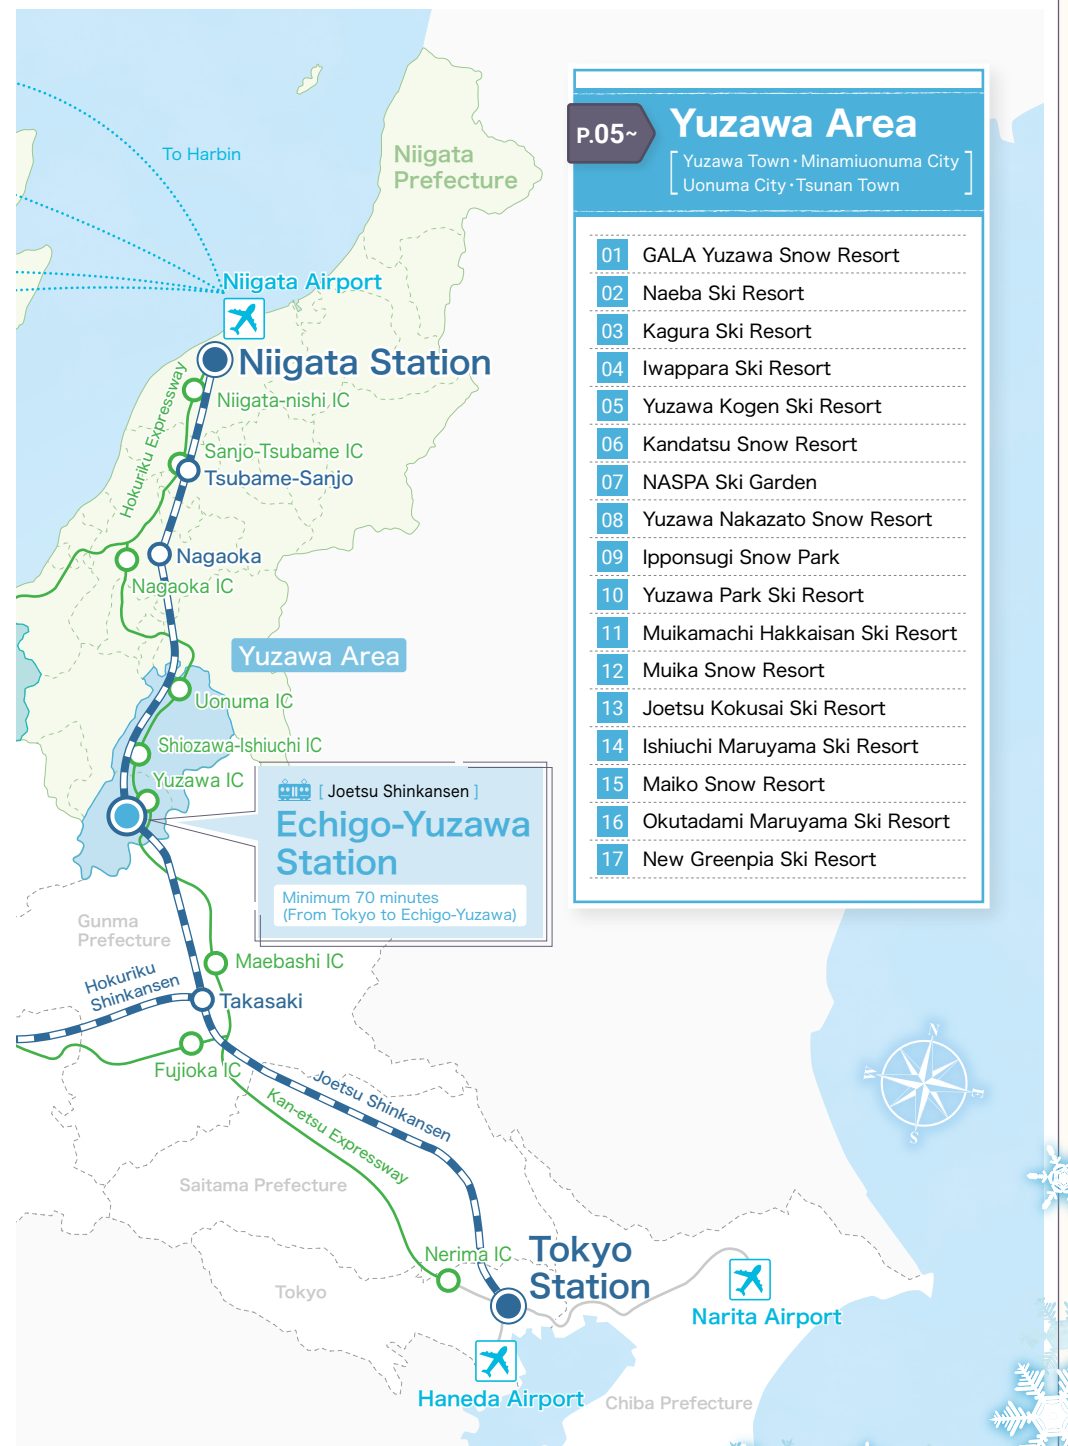 To Harbin
Niigata
Prefecture
Niigata Airport
Niigata Station
Hokuriku Expressway
Niigata-nishi IC
Sanjo-Tsubame IC
Tsubame-Sanjo
Nagaoka
Nagaoka IC
Yuzawa Area
Uonuma IC
Shiozawa-Ishiuchi IC
Yuzawa IC
[ Joetsu Shinkansen ]
Echigo-Yuzawa
Station
Minimum 70 minutes
(From Tokyo to Echigo-Yuzawa)
Gunma
Prefecture
Maebashi IC
Hokuriku
Shinkansen
Takasaki
Fujioka IC
Joetsu Shinkansen
Kan-etsu Expressway
Saitama Prefecture
Nerima IC
Tokyo
Station
Tokyo
Narita Airport
Haneda Airport
Chiba Prefecture
P.05~
Yuzawa Area
[ Yuzawa Town・Minamiuonuma City
Uonuma City・Tsunan Town ]
01 GALA Yuzawa Snow Resort
02 Naeba Ski Resort
03 Kagura Ski Resort
04 Iwappara Ski Resort
05 Yuzawa Kogen Ski Resort
06 Kandatsu Snow Resort
07 NASPA Ski Garden
08 Yuzawa Nakazato Snow Resort
09 Ipponsugi Snow Park
10 Yuzawa Park Ski Resort
11 Muikamachi Hakkaisan Ski Resort
12 Muika Snow Resort
13 Joetsu Kokusai Ski Resort
14 Ishiuchi Maruyama Ski Resort
15 Maiko Snow Resort
16 Okutadami Maruyama Ski Resort
17 New Greenpia Ski Resort
N
W
E
S